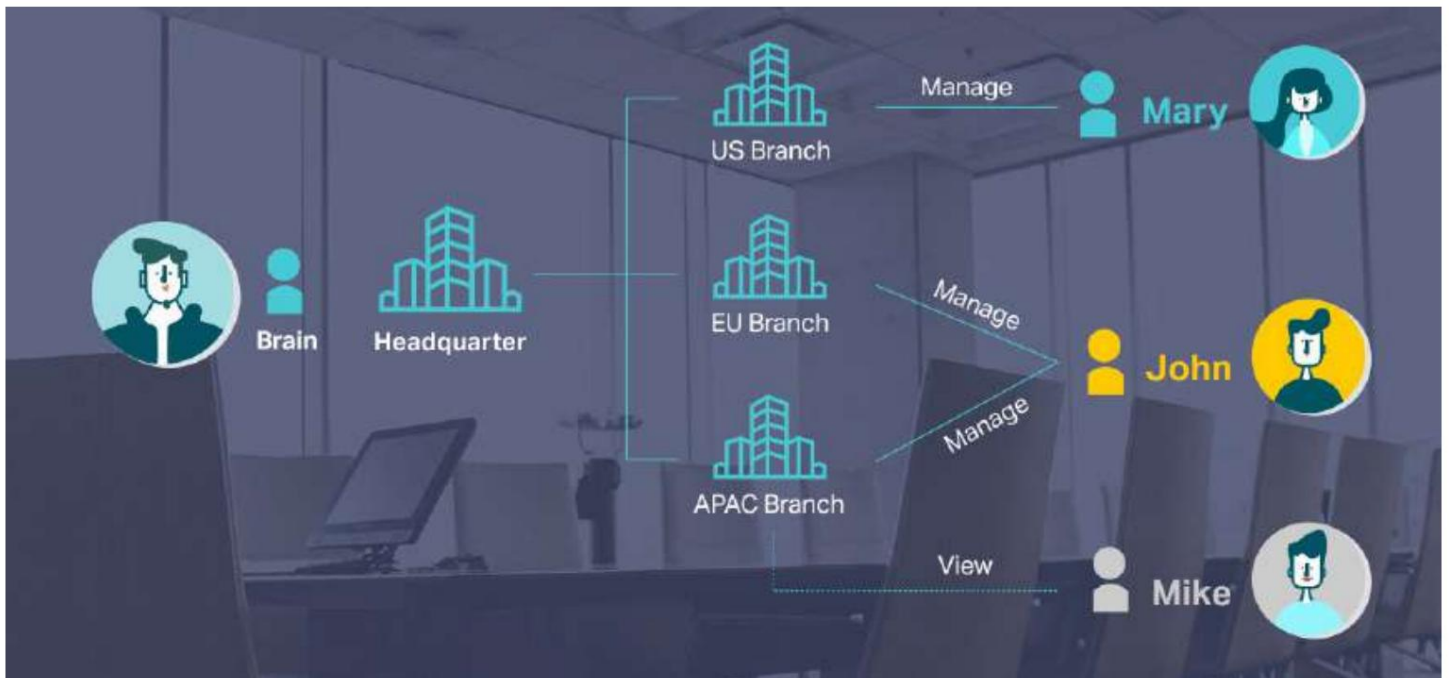 Manage
Mary
US Branch
Brain
Headquarter
EU Branch
Manage
John
Manage
APAC Branch
View
Mike